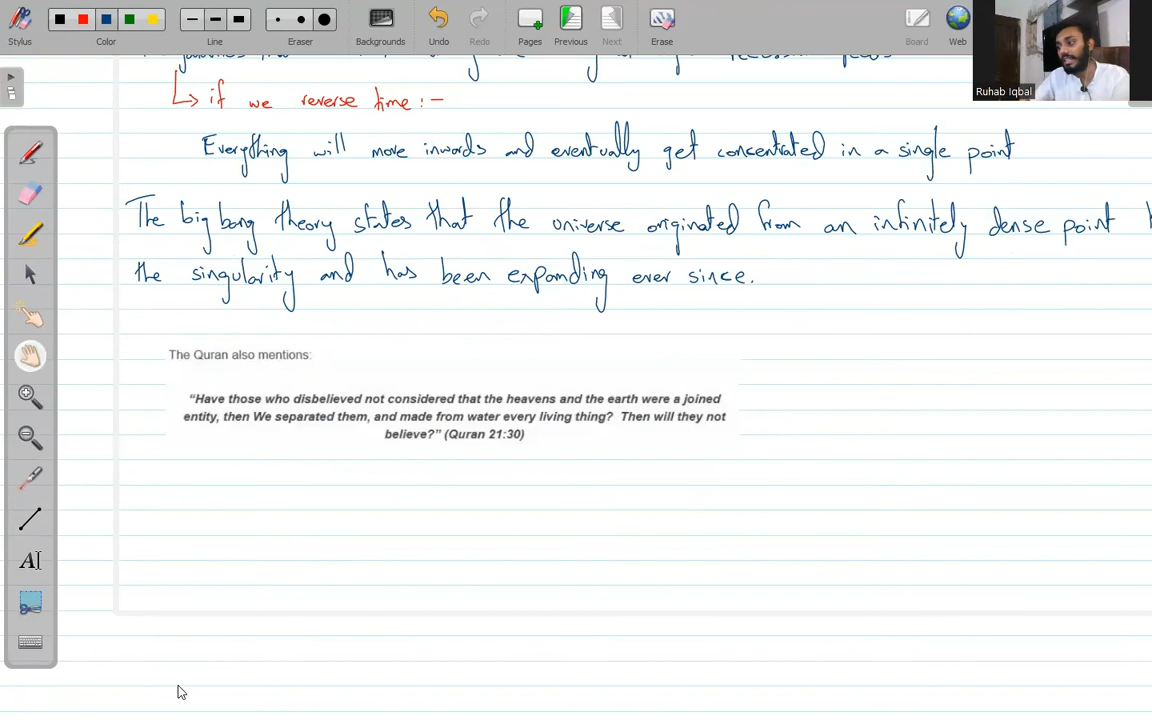 Stylus
Color
Line
Eraser
Backgrounds
Undo
Redo
Pages
Previous
Next
Erase
Board
Web
Ruhab Iqbal
↳ if we reverse time :-
Everything will move inwords and eventually get concentrated in a single point
The big bang theory states that the universe originated from an infinitely dense point
the singularity and has been expanding ever since.
The Quran also mentions:
“Have those who disbelieved not considered that the heavens and the earth were a joined
entity, then We separated them, and made from water every living thing?  Then will they not
believe?” (Quran 21:30)